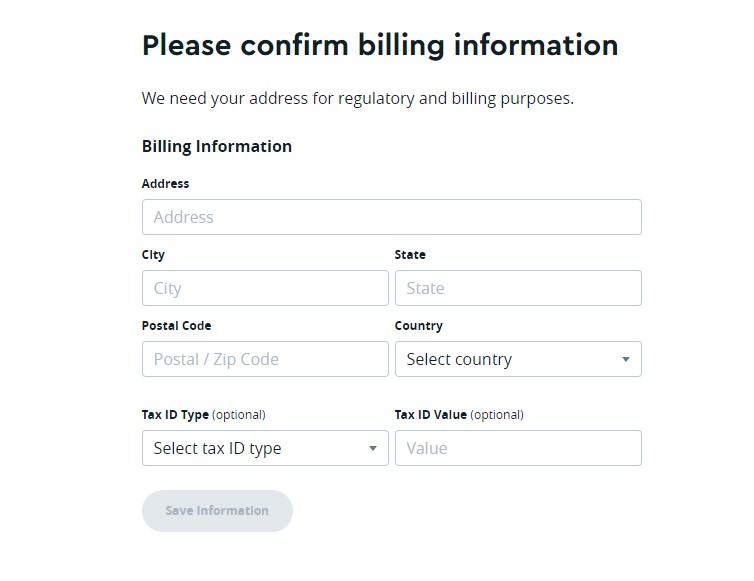 Please confirm billing information
We need your address for regulatory and billing purposes.
Billing Information
Address
Address
City
State
City
State
Postal Code
Country
Postal / Zip Code
Select country
Tax ID Type (optional)
Tax ID Value (optional)
Select tax ID type
Value
Save Information